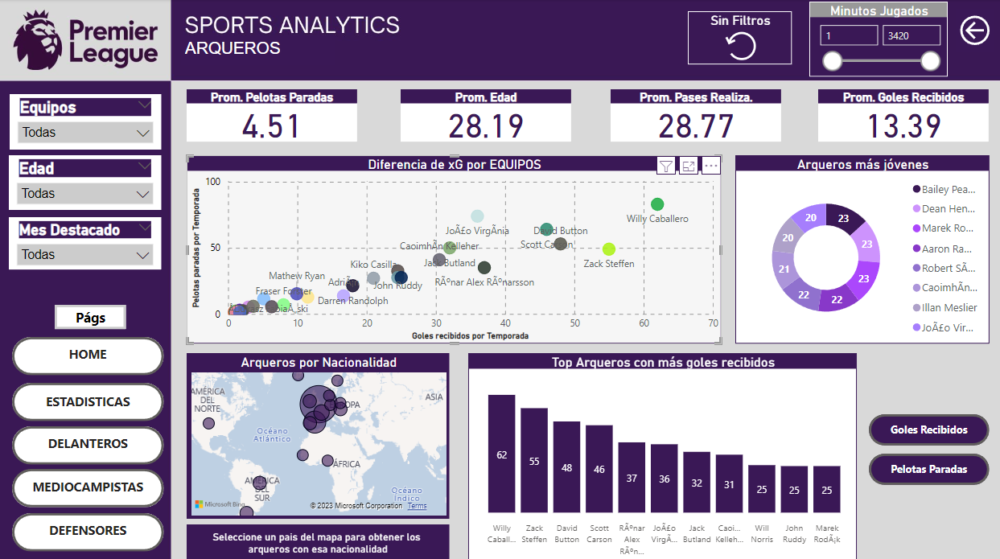 Premier
League
SPORTS ANALYTICS
ARQUEROS
Sin Filtros
Minutos Jugados
1
3420
Equipos
Todas
Edad
Todas
Mes Destacado
Todas
Págs
HOME
ESTADISTICAS
DELANTEROS
MEDIOCAMPISTAS
DEFENSORES
Prom. Pelotas Paradas
4.51
Prom. Edad
28.19
Prom. Pases Realiza.
28.77
Prom. Goles Recibidos
13.39
Diferencia de xG por EQUIPOS
Pelotas paradas por Temporada
100
50
0
Willy Caballero
João Virgãnia
David Button
Scott Carson
CaoimhÃn Kelleher
Zack Steffen
Jack Butland
Kiko Casilla
RÃºnar Alex RÃºnarsson
Mathew Ryan
John Ruddy
Fraser Forster
Darren Randolph
0
10
20
30
40
50
60
70
Goles recibidos por Temporada
Arqueros más jóvenes
23
23
23
22
22
21
20
20
Bailey Pea...
Dean Hen...
Marek Ro...
Aaron Ra...
Robert SÃ...
CaoimhÃn...
Illan Meslier
JoÃ£o Vir...
Arqueros por Nacionalidad
AMÉRICA
DEL
NORTE
ASIA
Océano
Atlántico
ÁFRICA
AMÉRICA
DEL
SUR
Océano
Índico
Microsoft Bing
© 2023 Microsoft Corporation
Terms
Seleccione un pais del mapa para obtener los
arqueros con esa nacionalidad
Top Arqueros con más goles recibidos
62
55
48
46
37
36
32
31
25
25
25
Willy
Caball...
Zack
Steffen
David
Button
Scott
Carson
RÃºnar
Alex
RÃºn...
JoÃ£o
VirgÃ...
Jack
Butland
Caoi...
Kelleh...
Will
Norris
John
Ruddy
Marek
RodÃ¡k
Goles Recibidos
Pelotas Paradas